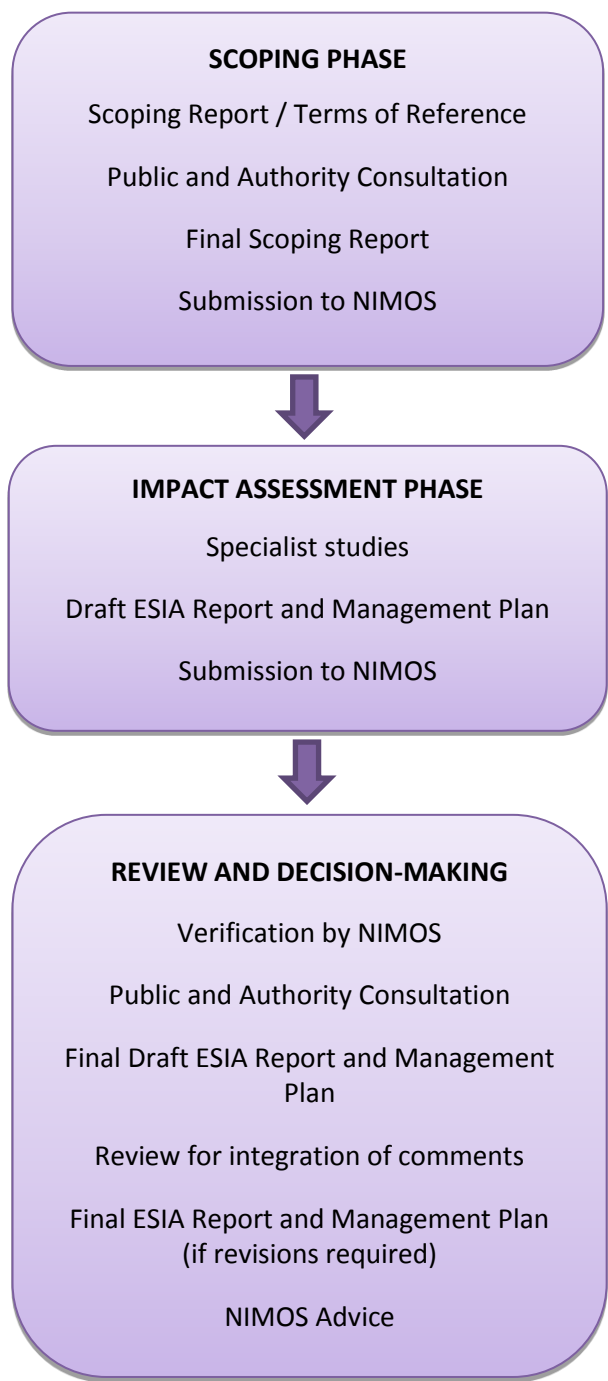 SCOPING PHASE
Scoping Report / Terms of Reference
Public and Authority Consultation
Final Scoping Report
Submission to NIMOS
IMPACT ASSESSMENT PHASE
Specialist studies
Draft ESIA Report and Management Plan
Submission to NIMOS
REVIEW AND DECISION-MAKING
Verification by NIMOS
Public and Authority Consultation
Final Draft ESIA Report and Management
Plan
Review for integration of comments
Final ESIA Report and Management Plan
(if revisions required)
NIMOS Advice